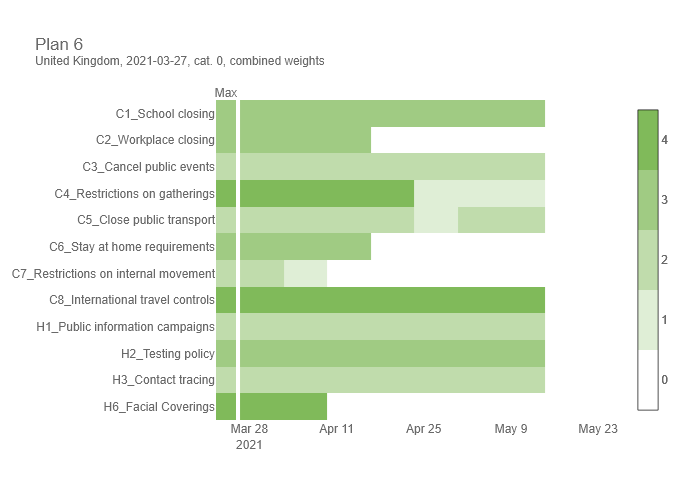 Plan 6
United Kingdom, 2021-03-27, cat. 0, combined weights
Max
C1_School closing
C2_Workplace closing
C3_Cancel public events
C4_Restrictions on gatherings
C5_Close public transport
C6_Stay at home requirements
C7_Restrictions on internal movement
C8_International travel controls
H1_Public information campaigns
H2_Testing policy
H3_Contact tracing
H6_Facial Coverings
Mar 28
2021
Apr 11
Apr 25
May 9
May 23
4
3
2
1
0